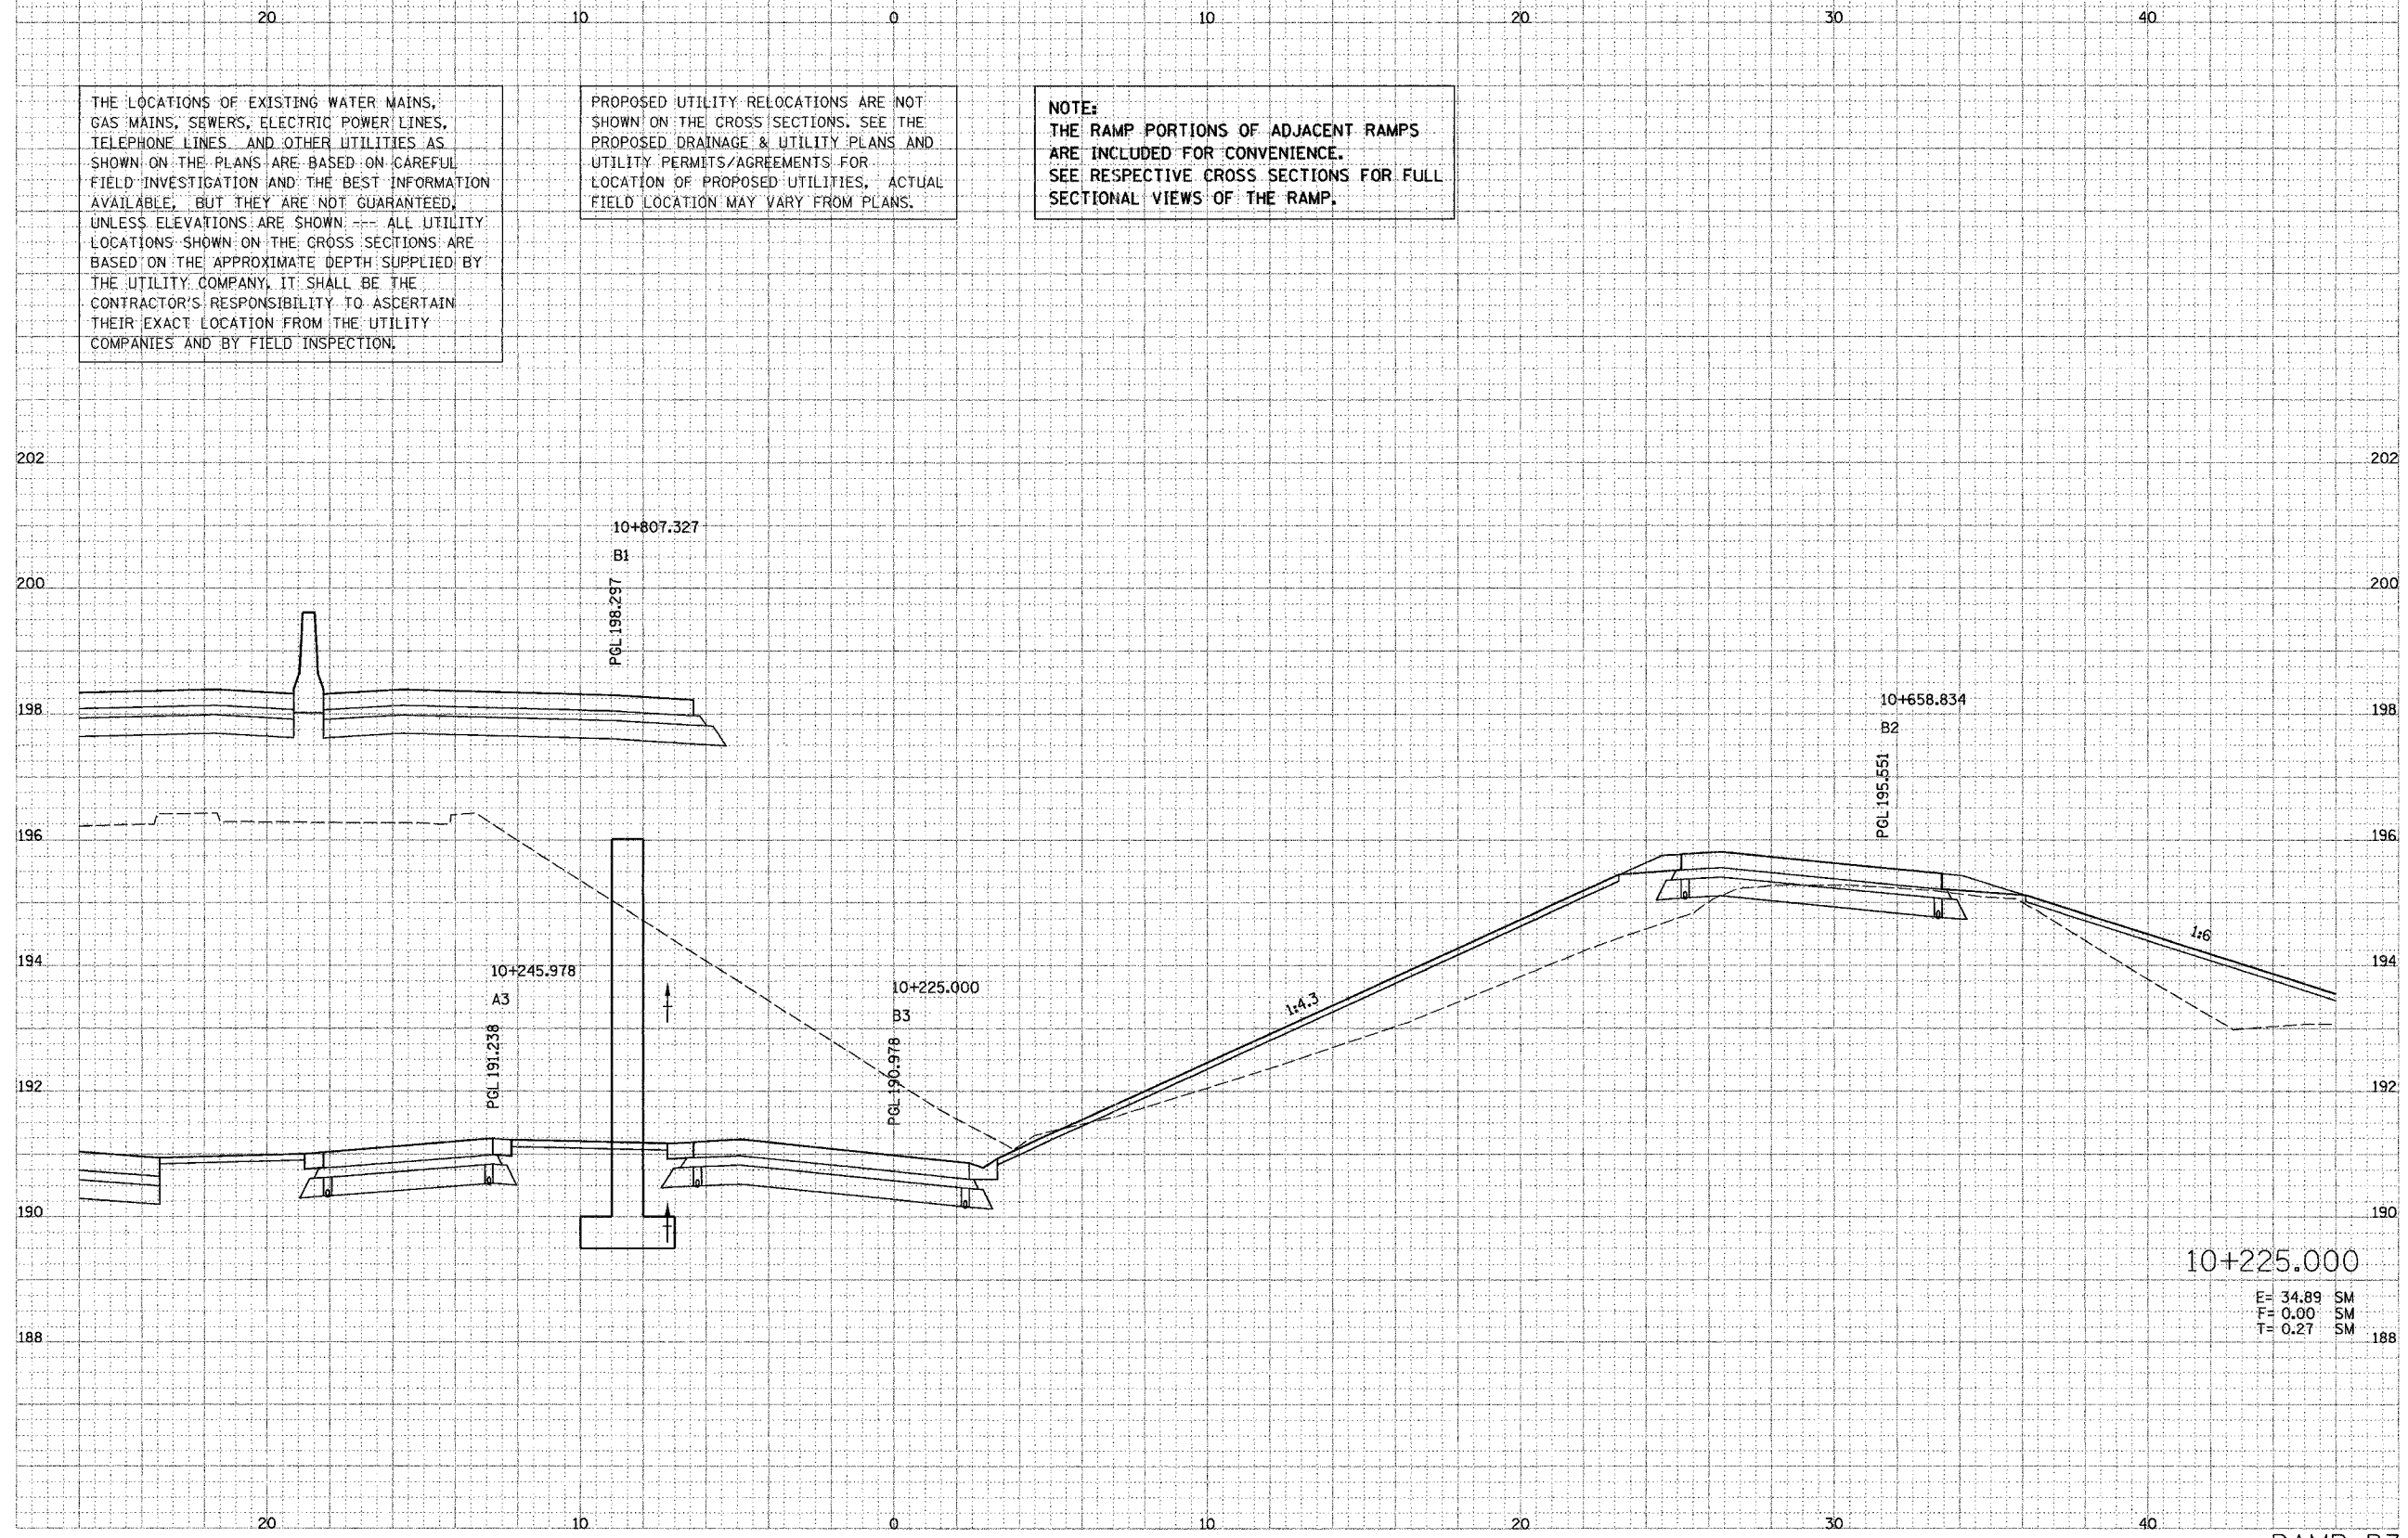 20 10 0 10 20 30 40
THE LOCATIONS OF EXISTING WATER MAINS,
GAS MAINS, SEWERS, ELECTRIC POWER LINES,
TELEPHONE LINES AND OTHER UTILITIES AS
SHOWN ON THE PLANS ARE BASED ON CAREFUL
FIELD INVESTIGATION AND THE BEST INFORMATION
AVAILABLE, BUT THEY ARE NOT GUARANTEED,
UNLESS ELEVATIONS ARE SHOWN --- ALL UTILITY
LOCATIONS SHOWN ON THE CROSS SECTIONS ARE
BASED ON THE APPROXIMATE DEPTH SUPPLIED BY
THE UTILITY COMPANY. IT SHALL BE THE
CONTRACTOR'S RESPONSIBILITY TO ASCERTAIN
THEIR EXACT LOCATION FROM THE UTILITY
COMPANIES AND BY FIELD INSPECTION.
PROPOSED UTILITY RELOCATIONS ARE NOT
SHOWN ON THE CROSS SECTIONS. SEE THE
PROPOSED DRAINAGE & UTILITY PLANS AND
UTILITY PERMITS/AGREEMENTS FOR
LOCATION OF PROPOSED UTILITIES. ACTUAL
FIELD LOCATION MAY VARY FROM PLANS.
NOTE:
THE RAMP PORTIONS OF ADJACENT RAMPS
ARE INCLUDED FOR CONVENIENCE.
SEE RESPECTIVE CROSS SECTIONS FOR FULL
SECTIONAL VIEWS OF THE RAMP.
202 202
10+807.327
B1
PGL 198.297
200 200
10+658.834
B2
PGL 195.551
198 198
196 196
1:6
194 194
10+245.978
A3
PGL 191.238
10+225.000
B3
PGL 190.978
1:4.3
192 192
190 190
10+225.000
E= 34.89 SM
F= 0.00 SM
T= 0.27 SM
188 188
20 10 0 10 20 30 40